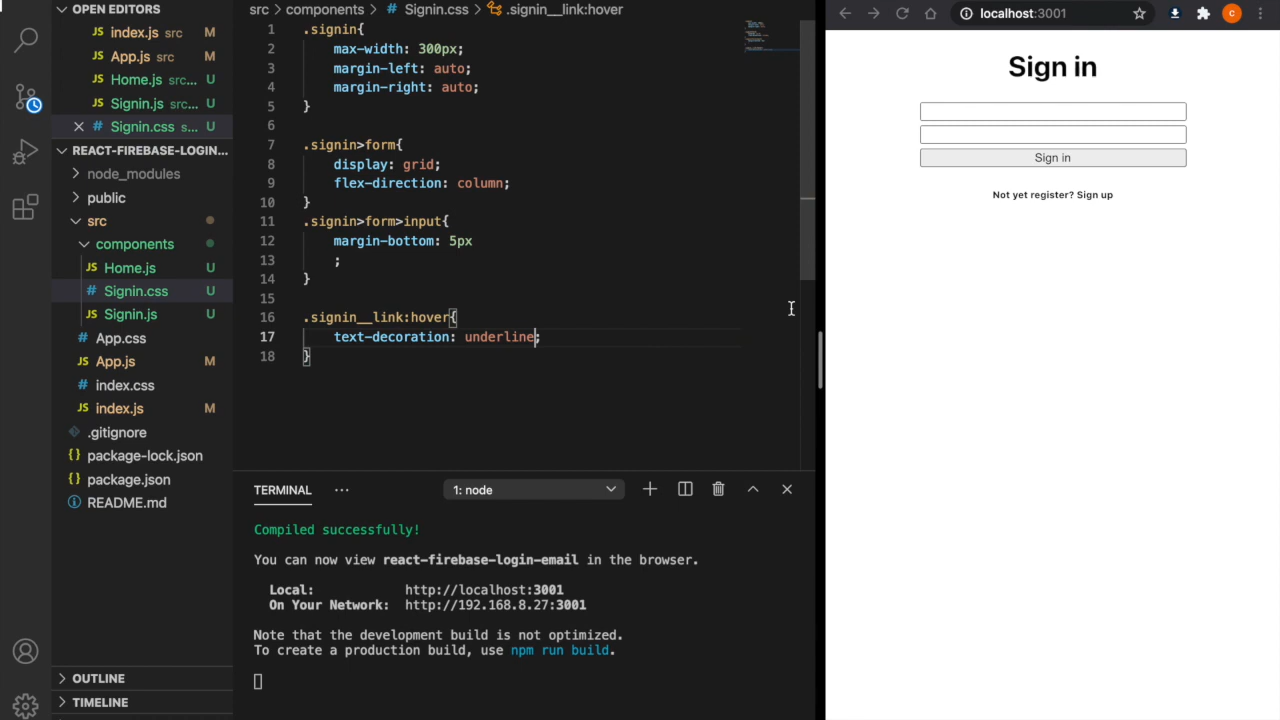 OPEN EDITORS
JS index.js src M
JS App.js src M
JS Home.js src... U
JS Signin.js src... U
# Signin.css s... U
REACT-FIREBASE-LOGIN...
node_modules
public
src
components
JS Home.js U
# Signin.css U
JS Signin.js U
# App.css
JS App.js M
# index.css
JS index.js M
.gitignore
{} package-lock.json
{} package.json
README.md
OUTLINE
TIMELINE
src > components > # Signin.css > .signin__link:hover
1 .signin{
2 max-width: 300px;
3 margin-left: auto;
4 margin-right: auto;
5 }
6
7 .signin>form{
8 display: grid;
9 flex-direction: column;
10 }
11 .signin>form>input{
12 margin-bottom: 5px
13 ;
14 }
15
16 .signin__link:hover{
17 text-decoration: underline;
18 }
TERMINAL ... 1: node
Compiled successfully!
You can now view react-firebase-login-email in the browser.
Local: http://localhost:3001
On Your Network: http://192.168.8.27:3001
Note that the development build is not optimized.
To create a production build, use npm run build.
localhost:3001
C
Sign in
Sign in
Not yet register? Sign up